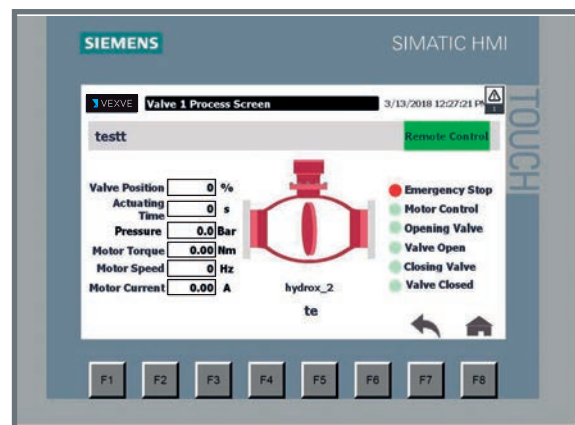 SIEMENS
SIMATIC HMI
TOUCH
VEXVE Valve 1 Process Screen 3/13/2018 12:27:21 PM
1
testt Remote Control
Valve Position 0 % Emergency Stop
Actuating Time 0 s Motor Control
Pressure 0.0 Bar Opening Valve
Motor Torque 0.00 Nm Valve Open
Motor Speed 0 Hz Closing Valve
Motor Current 0.00 A Valve Closed
hydrox_2
te
F1 F2 F3 F4 F5 F6 F7 F8